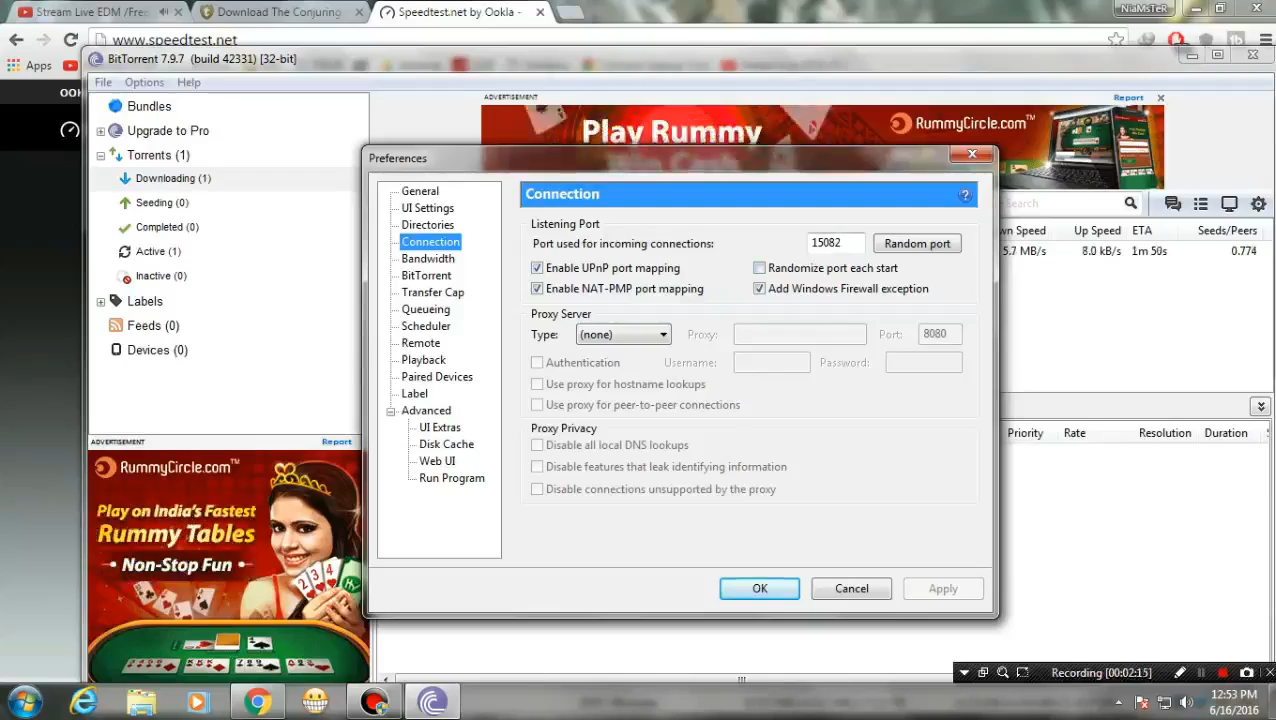 Stream Live EDM /Free
Download The Conjuring
Speedtest.net by Ookla -
NiAMSTeR
www.speedtest.net
Apps
BitTorrent 7.9.7 (build 42331) [32-bit]
File Options Help
OO
Bundles
Upgrade to Pro
Torrents (1)
Downloading (1)
Seeding (0)
Completed (0)
Active (1)
Inactive (0)
Labels
Feeds (0)
Devices (0)
ADVERTISEMENT Report
Play Rummy
RummyCircle.com™
Search
Down Speed Up Speed ETA Seeds/Peers
5.7 MB/s 8.0 kB/s 1m 50s 0.774
Priority Rate Resolution Duration
ADVERTISEMENT Report
RummyCircle.com™
Play on India's Fastest
Rummy Tables
• Non-Stop Fun •
Preferences
General
UI Settings
Directories
Connection
Bandwidth
BitTorrent
Transfer Cap
Queueing
Scheduler
Remote
Playback
Paired Devices
Label
Advanced
UI Extras
Disk Cache
Web UI
Run Program
Connection
Listening Port
Port used for incoming connections: 15082 Random port
Enable UPnP port mapping Randomize port each start
Enable NAT-PMP port mapping Add Windows Firewall exception
Proxy Server
Type: (none) Proxy: Port: 8080
Authentication Username: Password:
Use proxy for hostname lookups
Use proxy for peer-to-peer connections
Proxy Privacy
Disable all local DNS lookups
Disable features that leak identifying information
Disable connections unsupported by the proxy
OK Cancel Apply
Recording [00:02:15]
12:53 PM
6/16/2016